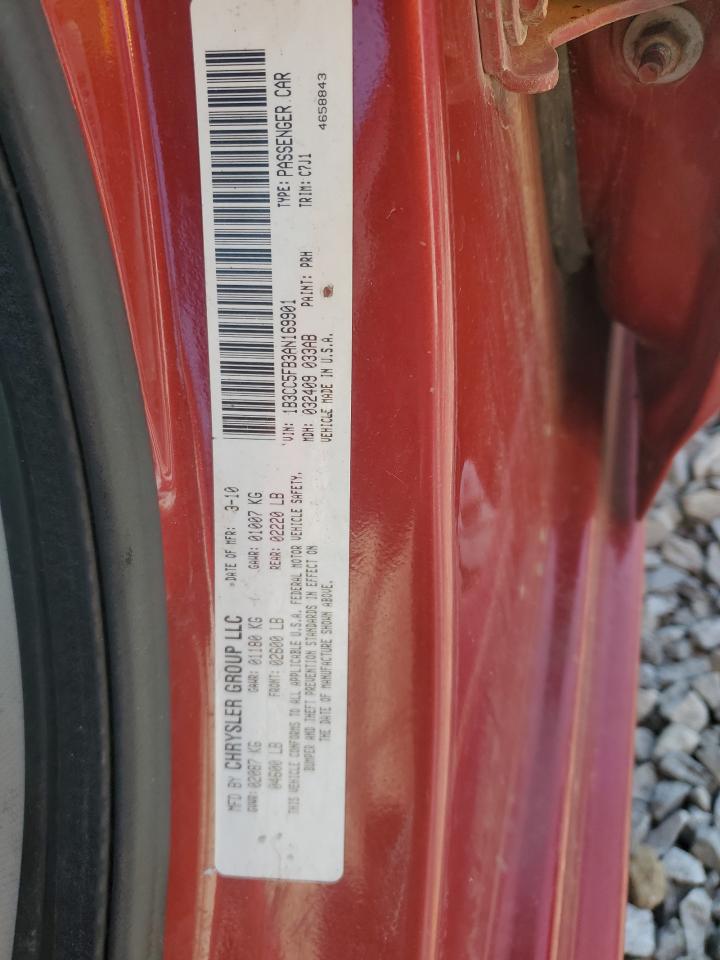 MFD BY CHRYSLER GROUP LLC DATE OF MFR: 3-10
GVWR: 02087 KG GAWR: 01180 KG GAWR: 01007 KG
04600 LB FRONT: 02600 LB REAR: 02220 LB
THIS VEHICLE CONFORMS TO ALL APPLICABLE U.S.A. FEDERAL MOTOR VEHICLE SAFETY,
BUMPER AND THEFT PREVENTION STANDARDS IN EFFECT ON
THE DATE OF MANUFACTURE SHOWN ABOVE.
VIN: 1B3CC5FB3AN169901 TYPE: PASSENGER CAR
MDH: 032409 033AB PAINT: PRH TRIM: C7J1
VEHICLE MADE IN U.S.A. 4658843